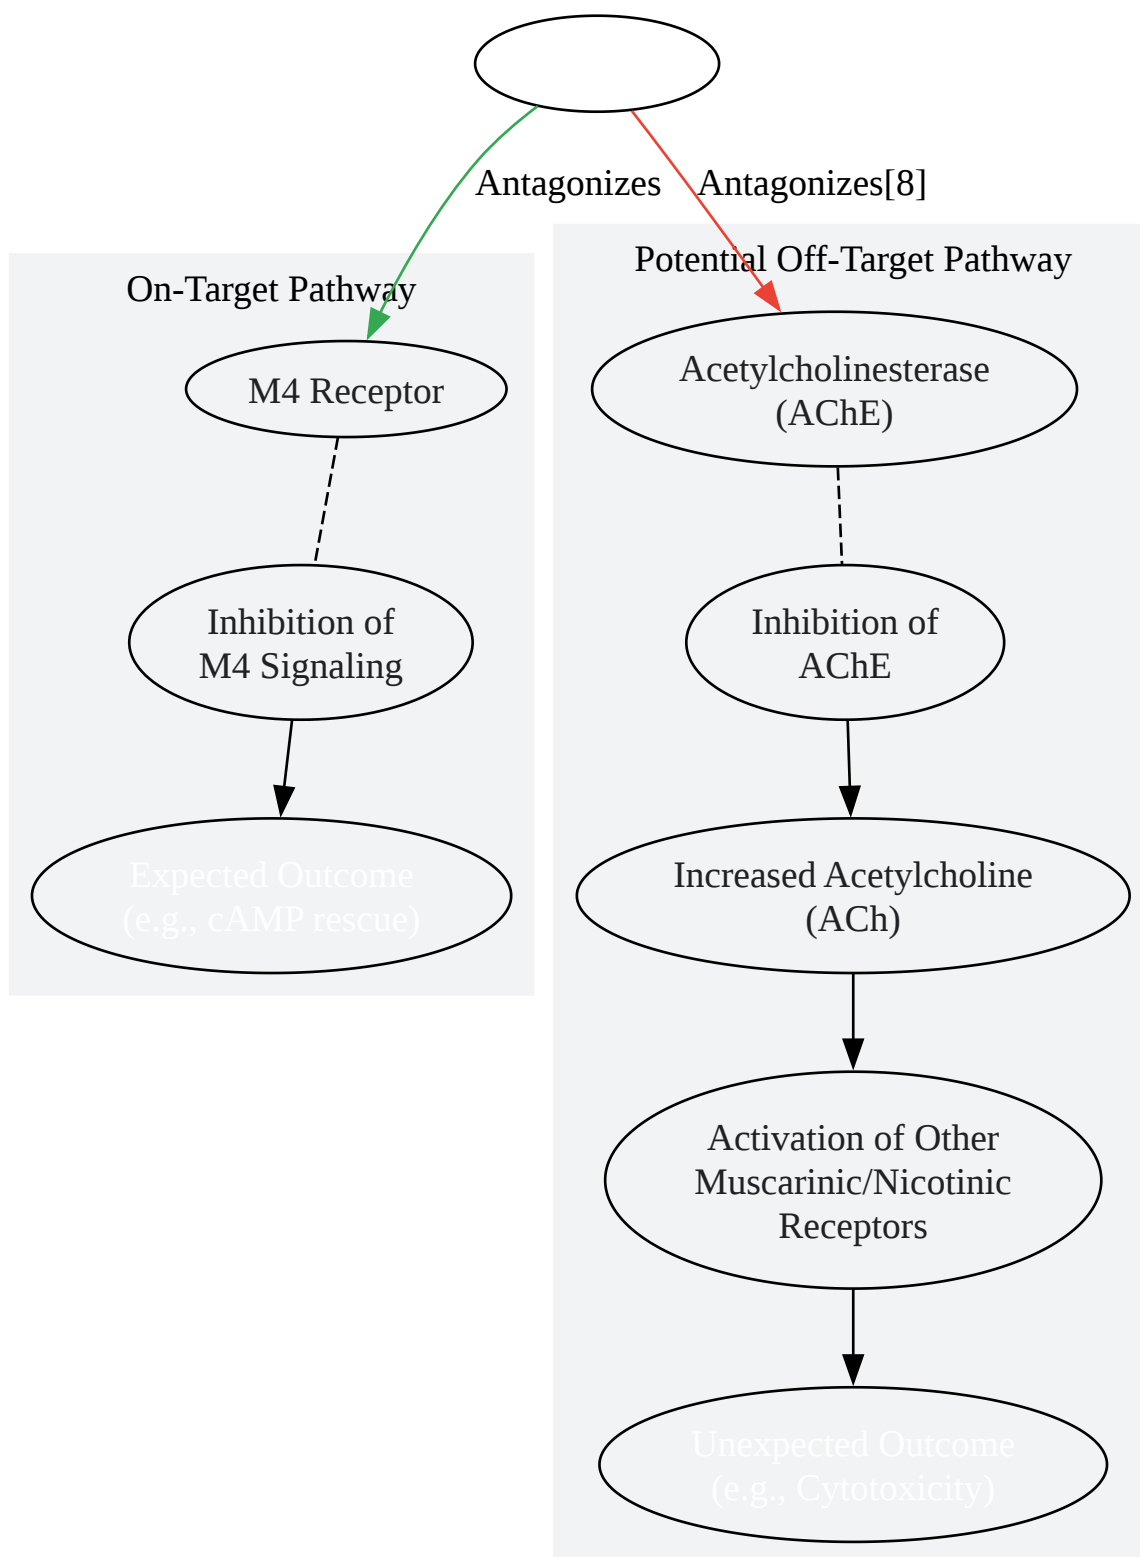 Antagonizes
Antagonizes[8]
On-Target Pathway
Potential Off-Target Pathway
M4 Receptor
Acetylcholinesterase
(AChE)
Inhibition of
M4 Signaling
Inhibition of
AChE
Expected Outcome
(e.g., cAMP rescue)
Increased Acetylcholine
(ACh)
Activation of Other
Muscarinic/Nicotinic
Receptors
Unexpected Outcome
(e.g., Cytotoxicity)